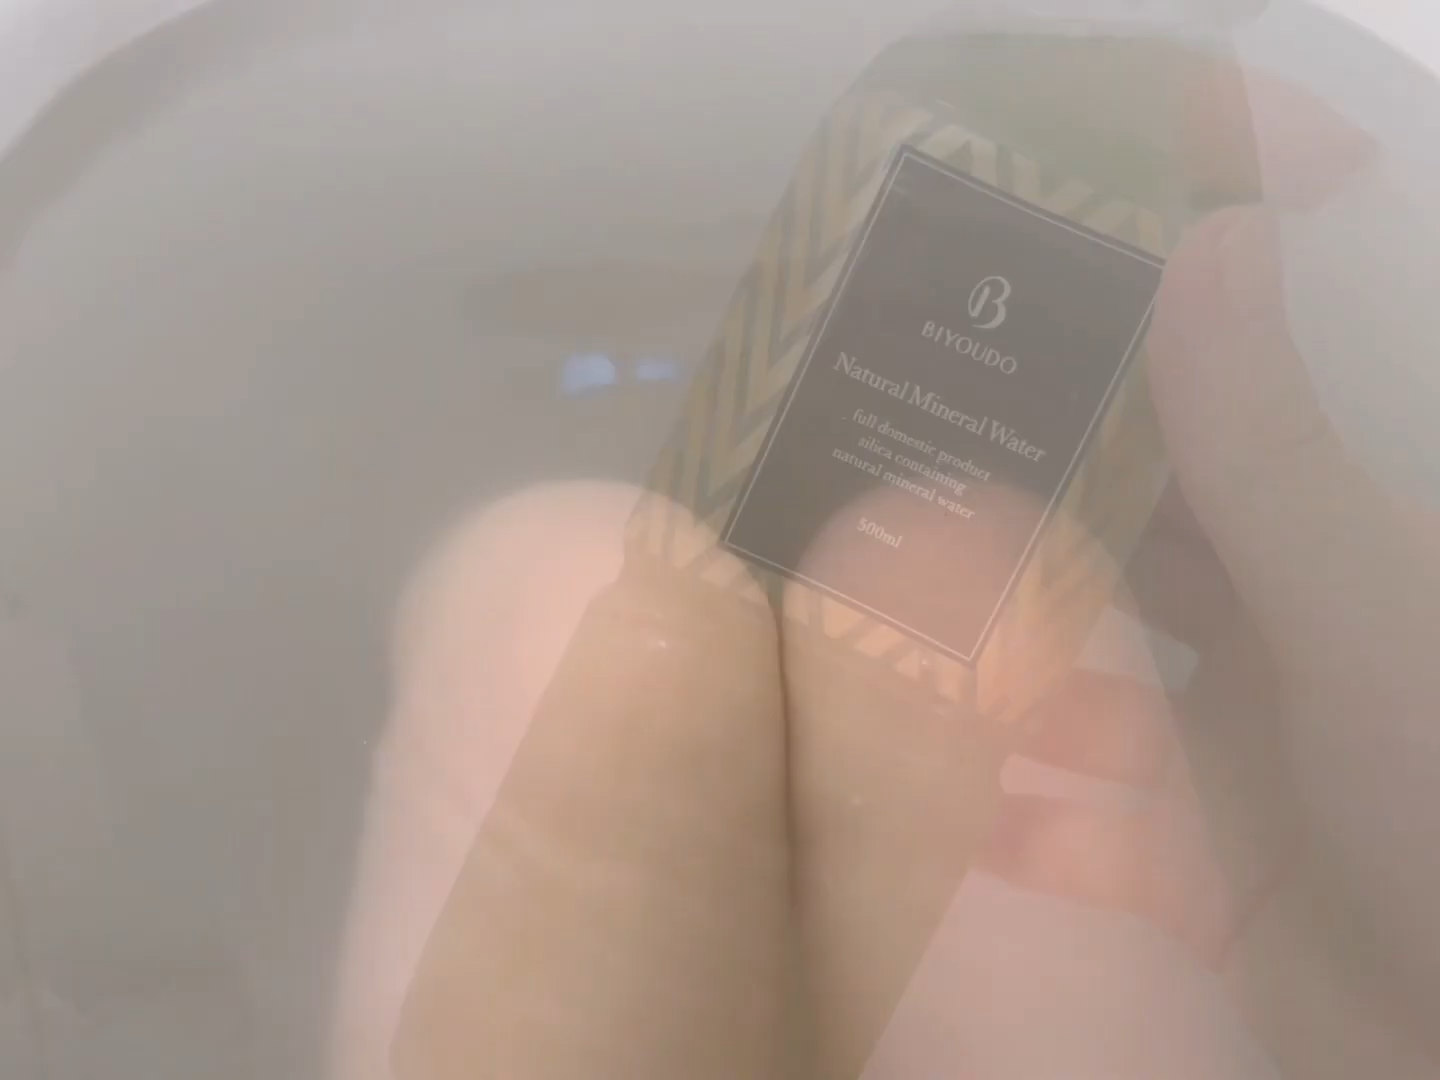 B
BIYOUDO
Natural Mineral Water
full domestic product
silica containing
natural mineral water
500ml